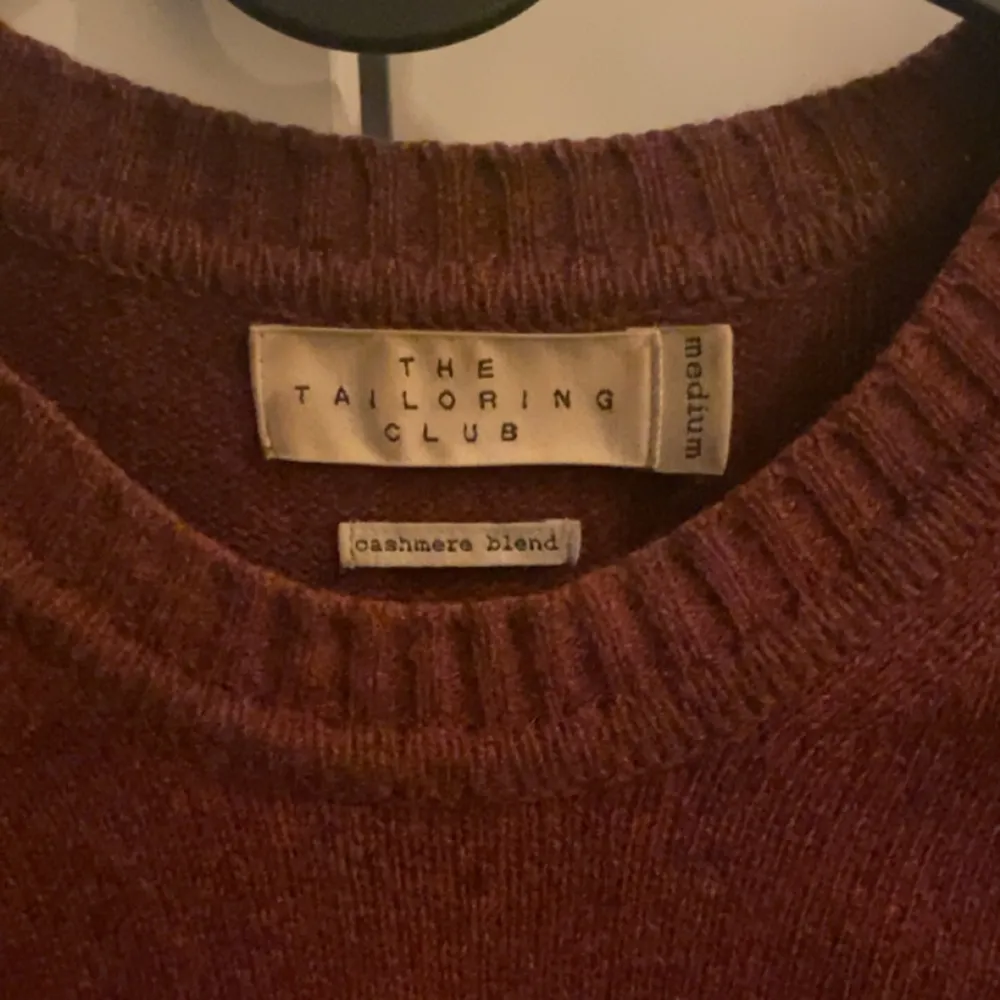 THE
TAILORING
CLUB
medium
cashmere blend